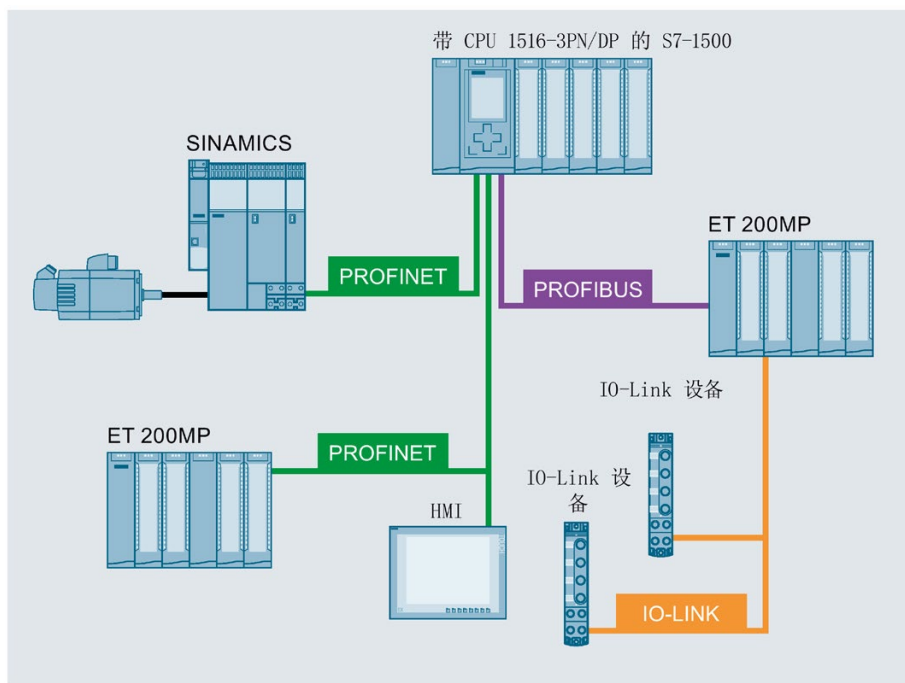 带 CPU 1516-3PN/DP 的 S7-1500
SINAMICS
ET 200MP
PROFINET
PROFIBUS
IO-Link 设备
ET 200MP
PROFINET
IO-Link 设
备
HMI
IO-LINK